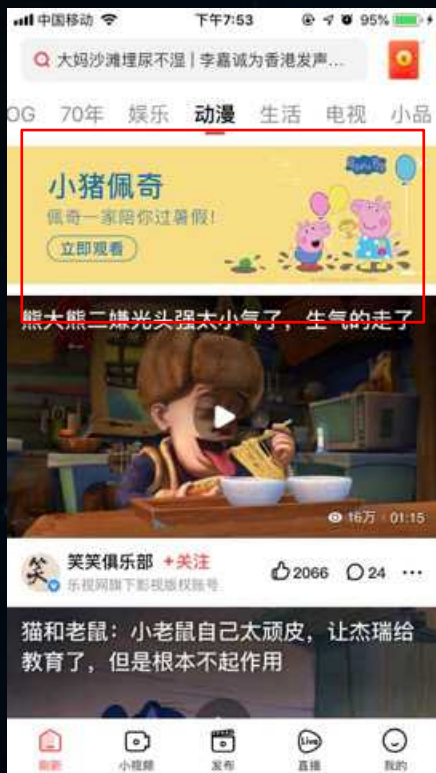 中国移动
下午7:53
95%
大妈沙滩埋尿不湿 | 李嘉诚为香港发声...
OG 70年 娱乐 动漫 生活 电视 小品
小猪佩奇
佩奇一家陪你过暑假!
立即观看
熊大熊二嫌光头强太小气了,生气的走了
16万 01:15
笑笑俱乐部 +关注
笑
乐视网旗下影视版权账号
2066 24 ...
猫和老鼠:小老鼠自己太顽皮,让杰瑞给
教育了,但是根本不起作用
Live
刷新 小视频 发布 直播 我的